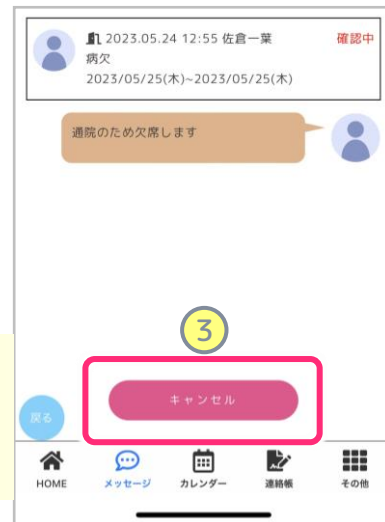 2023.05.24 12:55 佐倉一葉 確認中
病欠
2023/05/25(木)~2023/05/25(木)
通院のため欠席します
3
キャンセル
戻る
HOME メッセージ カレンダー 連絡帳 その他